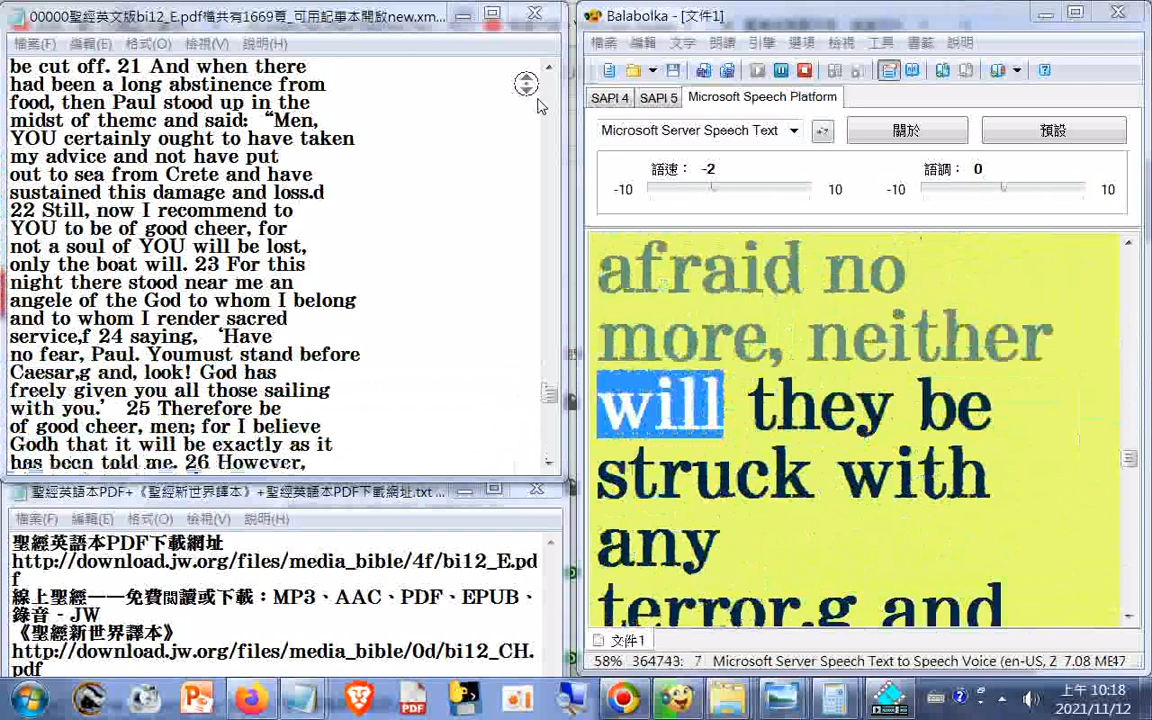 00000聖經英文版bi12_E.pdf檔共有1669頁_可用記事本開啟new.xm...
檔案(F) 編輯(E) 格式(O) 檢視(V) 說明(H)
be cut off. 21 And when there
had been a long abstinence from
food, then Paul stood up in the
midst of themc and said: “Men,
YOU certainly ought to have taken
my advice and not have put
out to sea from Crete and have
sustained this damage and loss.d
22 Still, now I recommend to
YOU to be of good cheer, for
not a soul of YOU will be lost,
only the boat will. 23 For this
night there stood near me an
angele of the God to whom I belong
and to whom I render sacred
service,f 24 saying, ‘Have
no fear, Paul. Youmust stand before
Caesar,g and, look! God has
freely given you all those sailing
with you.’ 25 Therefore be
of good cheer, men; for I believe
Godh that it will be exactly as it
has been told me. 26 However,
聖經英語本PDF+《聖經新世界譯本》+聖經英語本PDF下載網址.txt ...
檔案(F) 編輯(E) 格式(O) 檢視(V) 說明(H)
聖經英語本PDF下載網址
http://download.jw.org/files/media_bible/4f/bi12_E.pd
f
線上聖經——免費閱讀或下載：MP3、AAC、PDF、EPUB、
錄音 - JW
《聖經新世界譯本》
http://download.jw.org/files/media_bible/0d/bi12_CH.
pdf
Balabolka - [文件1]
檔案 編輯 文字 朗讀 引擎 選項 檢視 工具 書籤 說明
SAPI 4 SAPI 5 Microsoft Speech Platform
Microsoft Server Speech Text 關於 預設
語速： -2 語調： 0
-10 10 -10 10
afraid no
more, neither
will they be
struck with
any
terror,g and
文件1
58% 364743: 7 Microsoft Server Speech Text to Speech Voice (en-US, Z 7.08 ME47
上午 10:18
2021/11/12